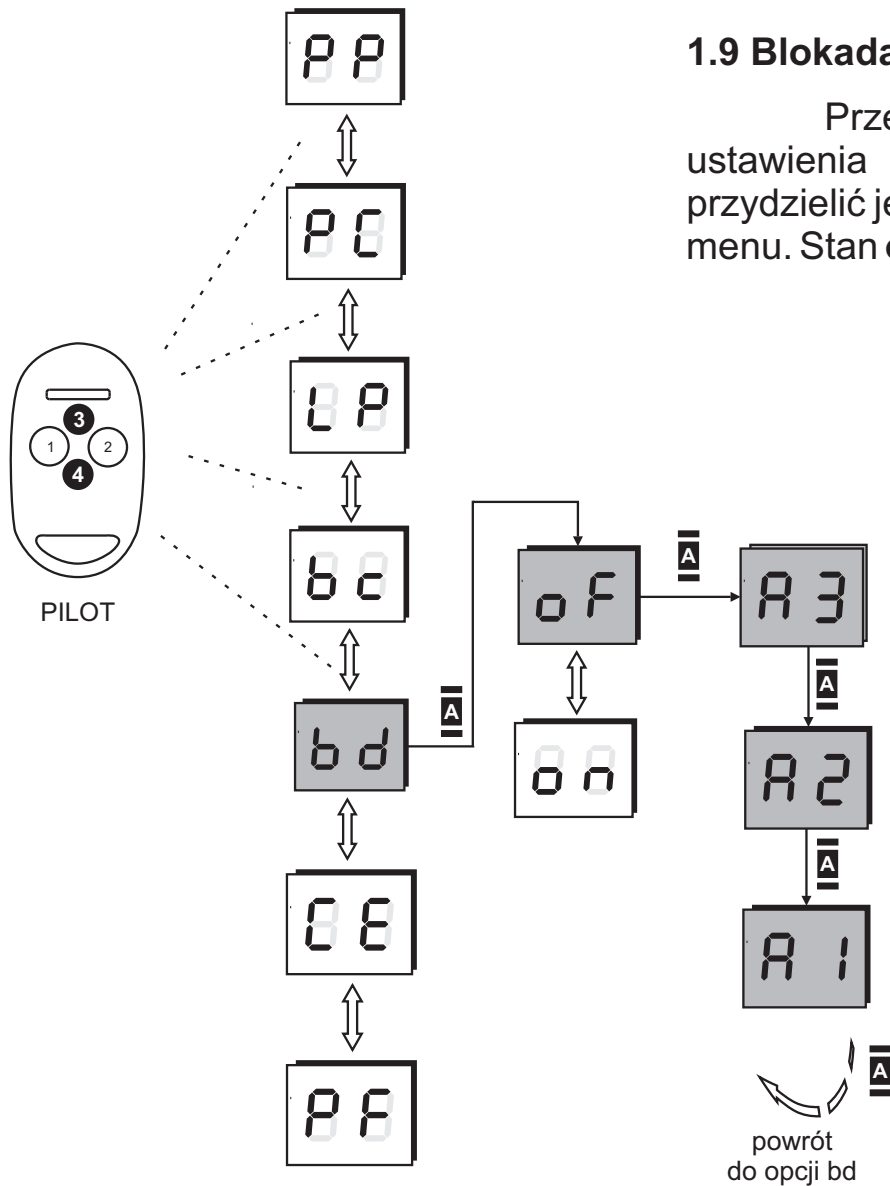 PP
1.9 Blokada
Prze
ustawienia
przydzielić je
menu. Stan
PC
LP
3
1 2
4
PILOT
bc
oF
A
A3
A
bd
A
on
A2
A
CE
A1
A
PF
powrót
do opcji bd